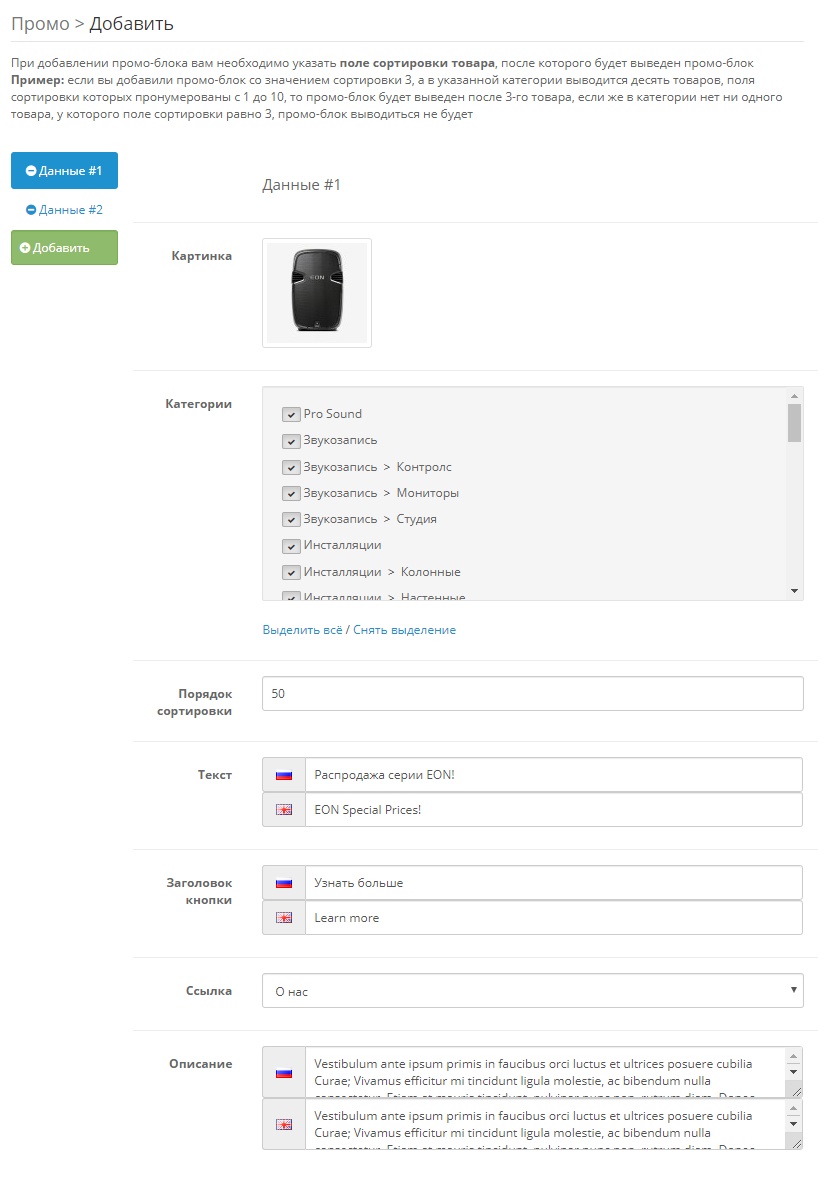 Промо > Добавить
При добавлении промо-блока вам необходимо указать поле сортировки товара, после которого будет выведен промо-блок
Пример: если вы добавили промо-блок со значением сортировки 3, а в указанной категории выводится десять товаров, поля
сортировки которых пронумерованы с 1 до 10, то промо-блок будет выведен после 3-го товара, если же в категории нет ни одного
товара, у которого поле сортировки равно 3, промо-блок выводиться не будет
Данные #1
Данные #2
Добавить
Данные #1
Картинка
EON
Категории
Pro Sound
Звукозапись
Звукозапись > Контролс
Звукозапись > Мониторы
Звукозапись > Студия
Инсталляции
Инсталляции > Колонные
Инсталляции > Настенные
Выделить всё / Снять выделение
Порядок
сортировки
50
Текст
Распродажа серии EON!
EON Special Prices!
Заголовок
кнопки
Узнать больше
Learn more
Ссылка
О нас
Описание
Vestibulum ante ipsum primis in faucibus orci luctus et ultrices posuere cubilia
Curae; Vivamus efficitur mi tincidunt ligula molestie, ac bibendum nulla
Vestibulum ante ipsum primis in faucibus orci luctus et ultrices posuere cubilia
Curae; Vivamus efficitur mi tincidunt ligula molestie, ac bibendum nulla